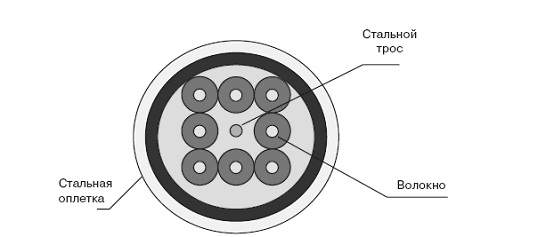 Стальной
трос
Стальная
оплетка
Волокно